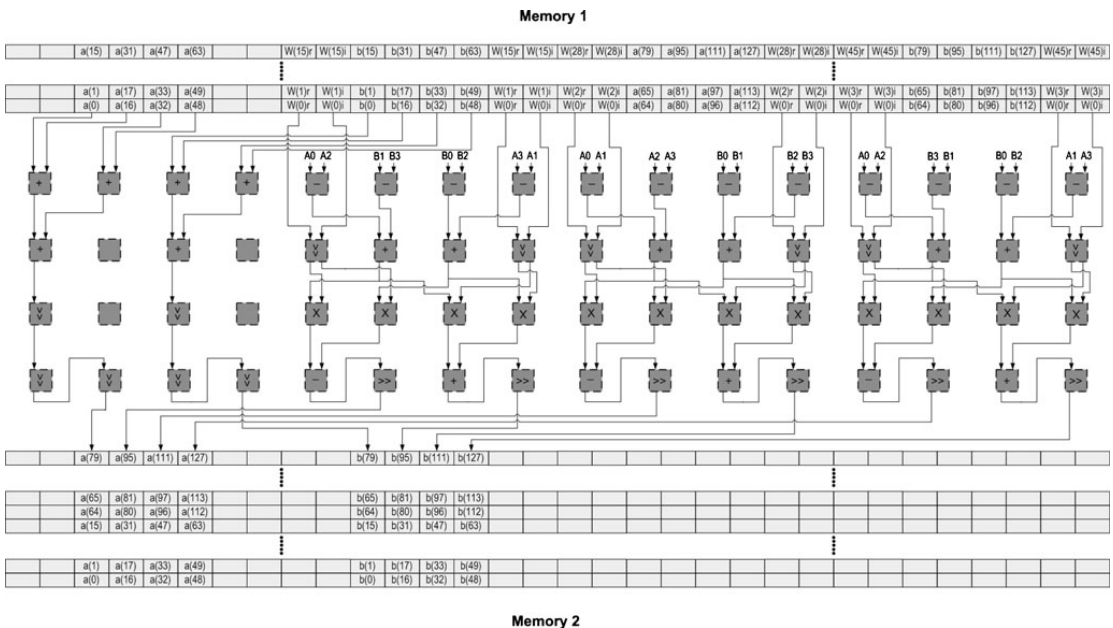 Memory 1
a(15) a(31) a(47) a(63) W(15)r W(15)i b(15) b(31) b(47) b(63) W(15)r W(15)i W(28)r W(28)i a(79) a(95) a(111) a(127) W(28)r W(28)i W(45)r W(45)i b(79) b(95) b(111) b(127) W(45)r W(45)i
a(1) a(17) a(33) a(49) W(1)r W(1)i b(1) b(17) b(33) b(49) W(1)r W(1)i W(2)r W(2)i a(65) a(81) a(97) a(113) W(2)r W(2)i W(3)r W(3)i b(65) b(81) b(97) b(113) W(3)r W(3)i
a(0) a(16) a(32) a(48) W(0)r W(0)i b(0) b(16) b(32) b(48) W(0)r W(0)i W(0)r W(0)i a(64) a(80) a(96) a(112) W(0)r W(0)i W(0)r W(0)i b(64) b(80) b(96) b(112) W(0)r W(0)i
A0 A2 B1 B3 B0 B2 A3 A1 A0 A1 A2 A3 B0 B1 B2 B3 A0 A2 B3 B1 B0 B2 A1 A3
+ + + + − − − − − − − − − − − −
+ + >> + + >> >> + + >> >> + + >>
>> >> X X X X X X X X X X X X
>> >> >> >> − >> + >> − >> + >> − >> + >>
a(79) a(95) a(111) a(127) b(79) b(95) b(111) b(127)
a(65) a(81) a(97) a(113) b(65) b(81) b(97) b(113)
a(64) a(80) a(96) a(112) b(64) b(80) b(96) b(112)
a(15) a(31) a(47) a(63) b(15) b(31) b(47) b(63)
a(1) a(17) a(33) a(49) b(1) b(17) b(33) b(49)
a(0) a(16) a(32) a(48) b(0) b(16) b(32) b(48)
Memory 2